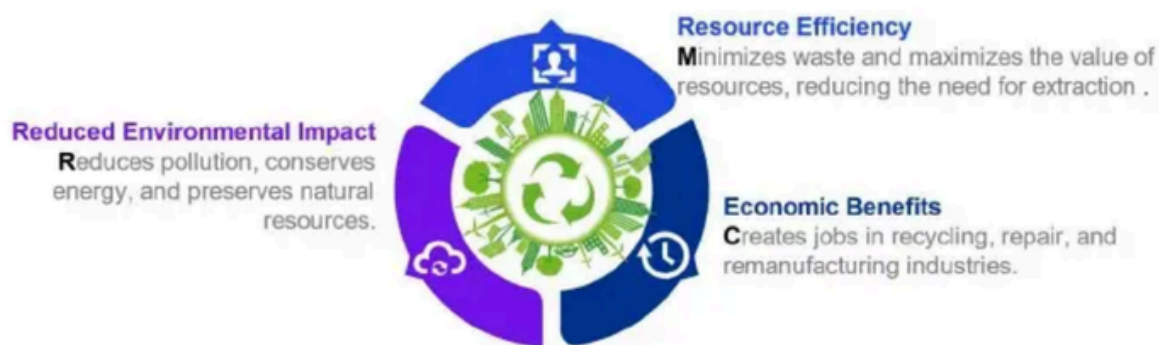 Resource Efficiency
Minimizes waste and maximizes the value of
resources, reducing the need for extraction .
Reduced Environmental Impact
Reduces pollution, conserves
energy, and preserves natural
resources.
Economic Benefits
Creates jobs in recycling, repair, and
remanufacturing industries.